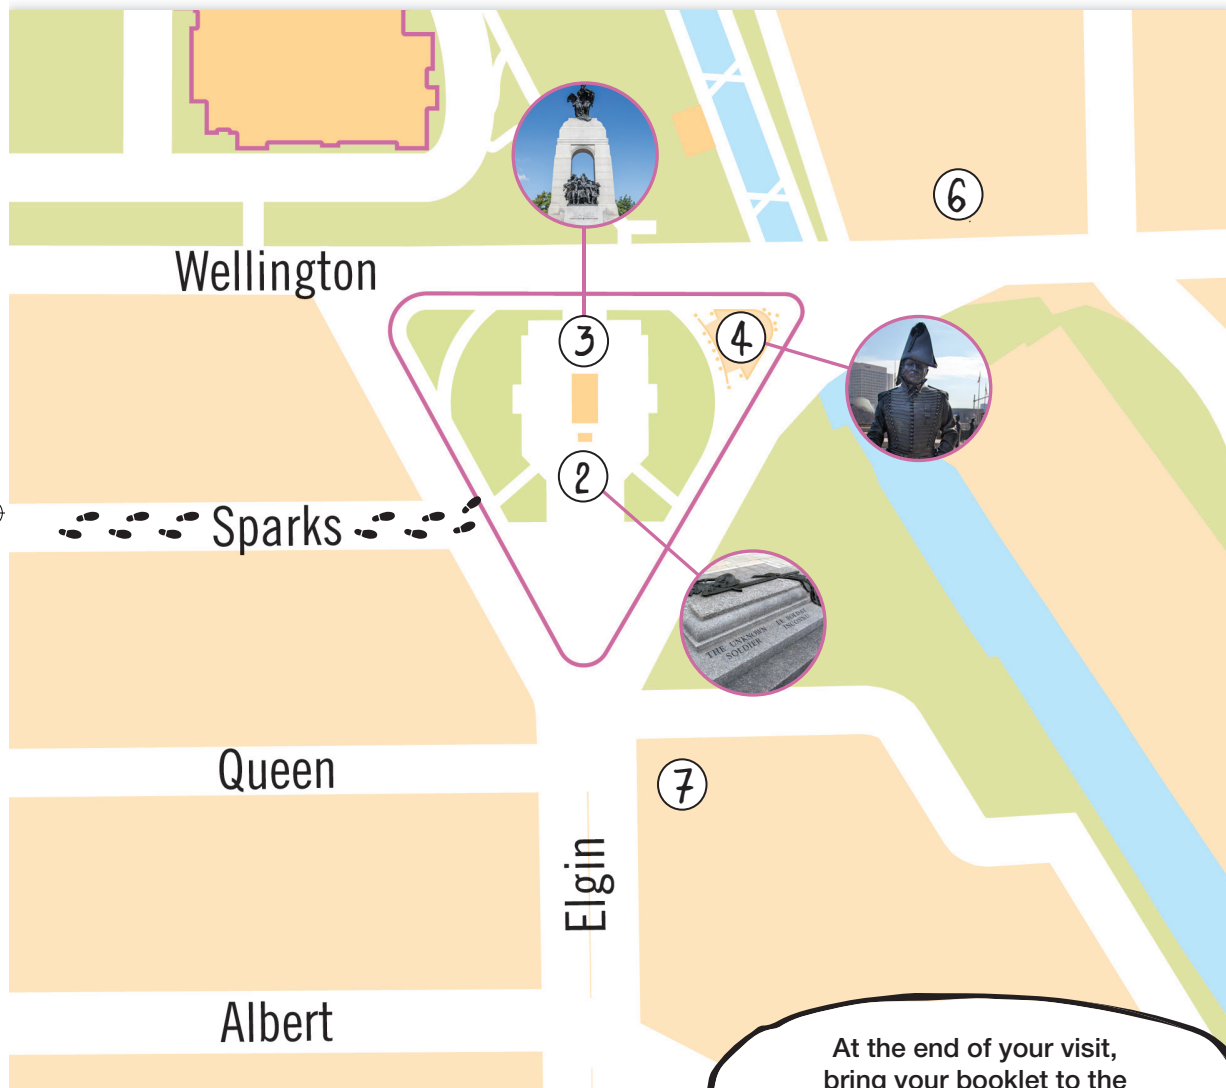 6
Wellington
3
4
2
Sparks
THE UNKNOWN
SOLDIER
LE SOLDAT
INCONNU
Queen
7
Elgin
Albert
At the end of your visit,
bring your booklet to the